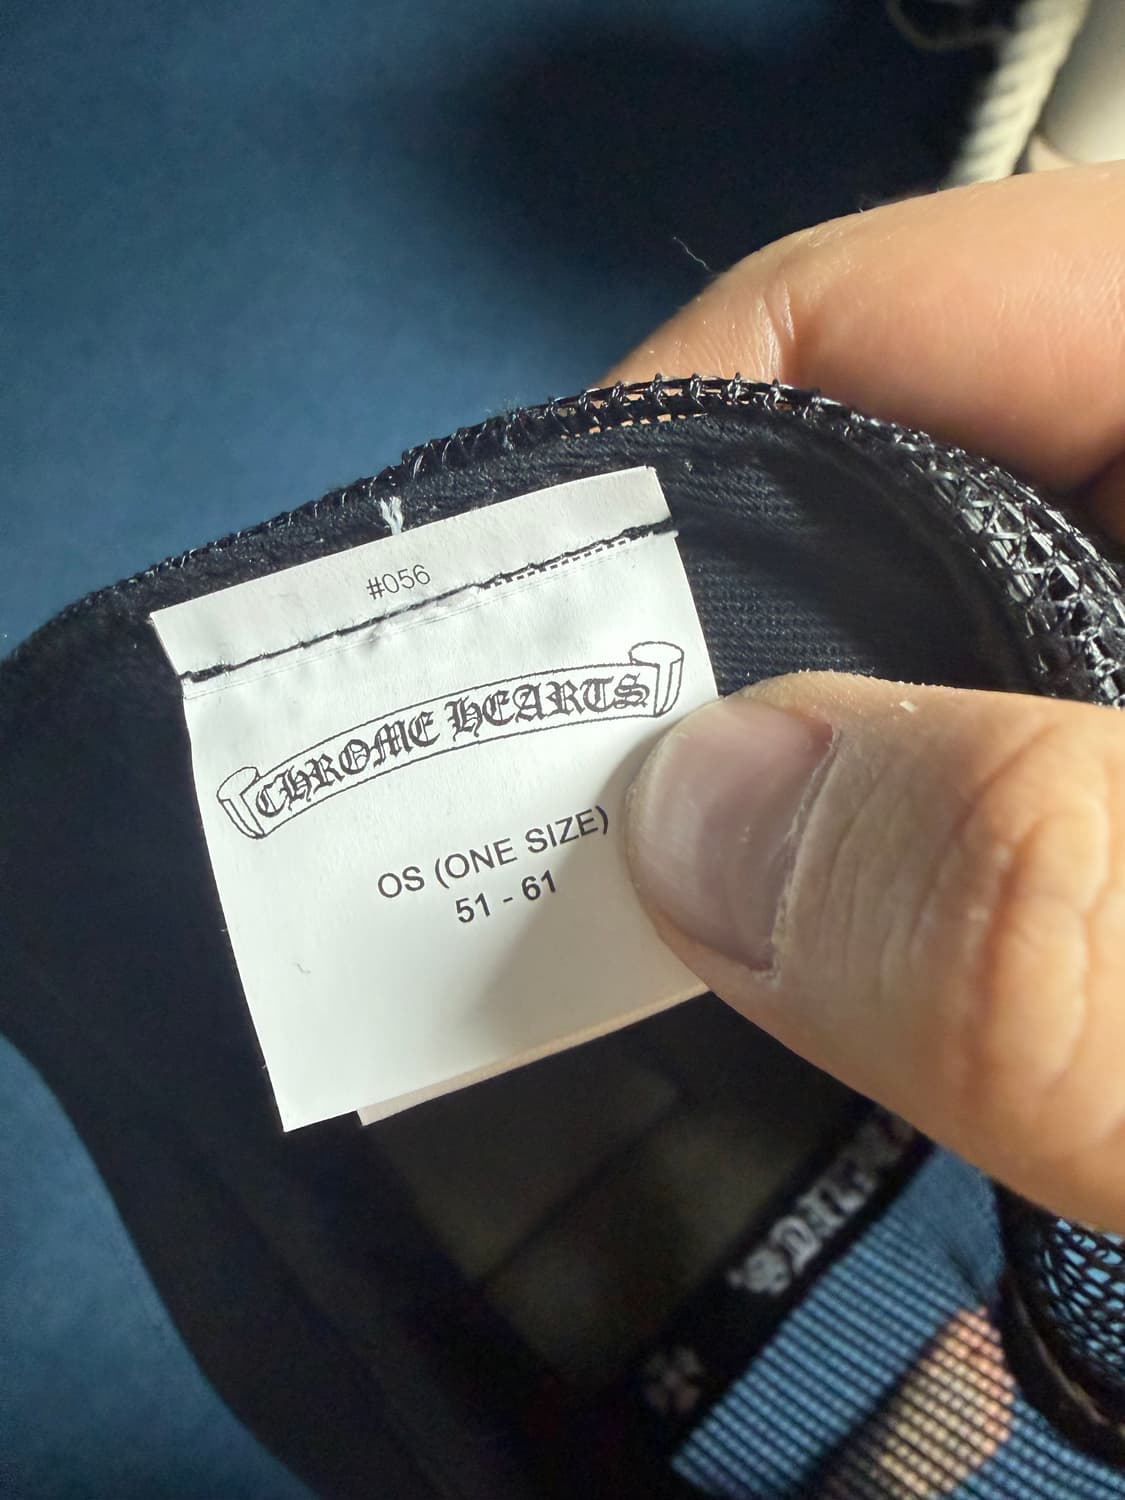 #056
CHROME HEARTS
OS (ONE SIZE)
51 - 61